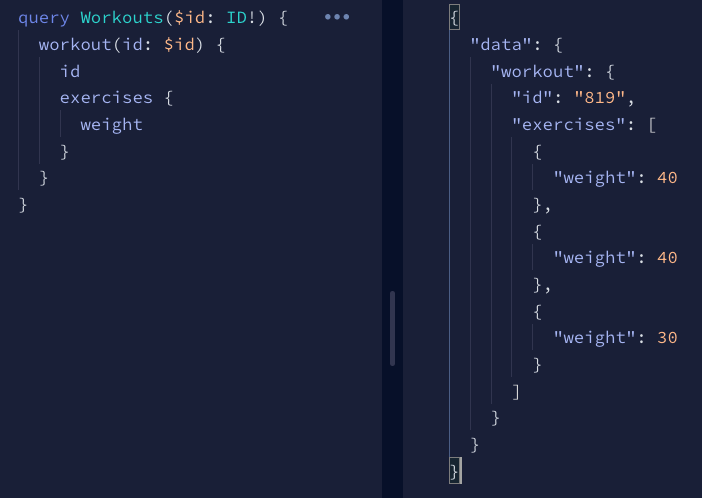 query Workouts($id: ID!) {
  workout(id: $id) {
    id
    exercises {
      weight
    }
  }
}
{
  "data": {
    "workout": {
      "id": "819",
      "exercises": [
        {
          "weight": 40
        },
        {
          "weight": 40
        },
        {
          "weight": 30
        }
      ]
    }
  }
}